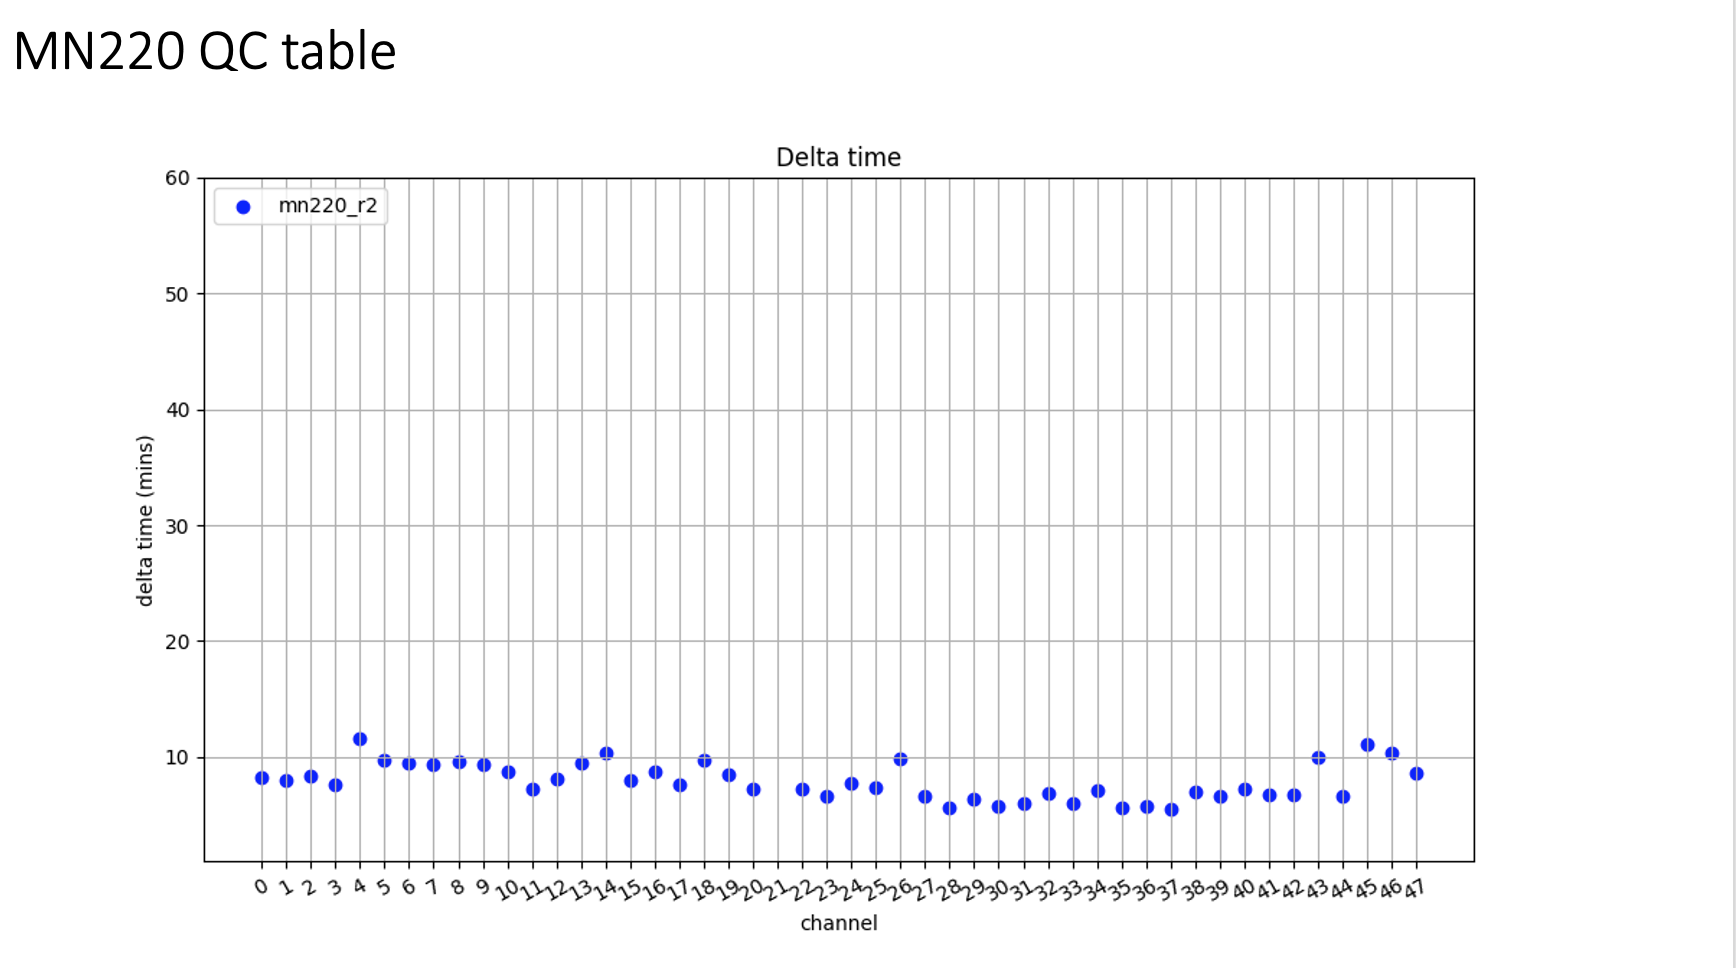 MN220 QC table
Delta time
60
mn220_r2
50
40
30
20
10
delta time (mins)
0 1 2 3 4 5 6 7 8 9 10 11 12 13 14 15 16 17 18 19 20 21 22 23 24 25 26 27 28 29 30 31 32 33 34 35 36 37 38 39 40 41 42 43 44 45 46 47
channel